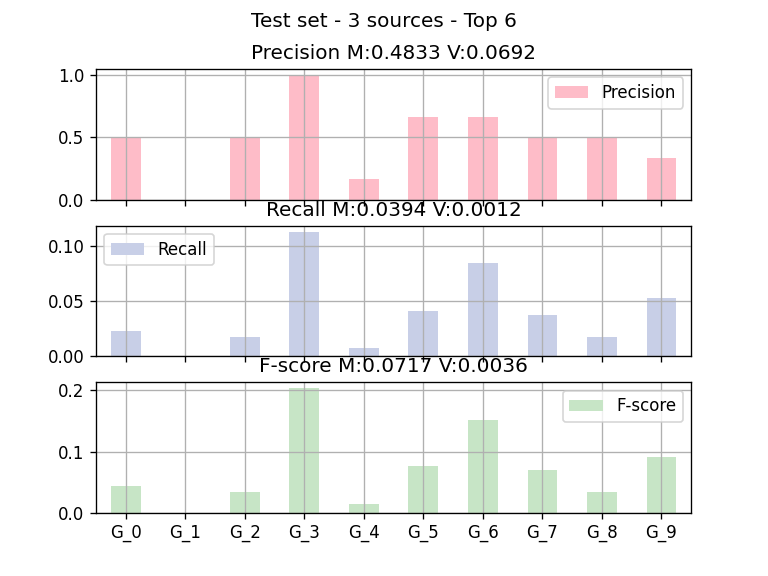 Test set - 3 sources - Top 6
Precision M:0.4833 V:0.0692
1.0
0.5
0.0
Precision
Recall M:0.0394 V:0.0012
0.10
0.05
0.00
Recall
F-score M:0.0717 V:0.0036
0.2
0.1
0.0
F-score
G_0 G_1 G_2 G_3 G_4 G_5 G_6 G_7 G_8 G_9